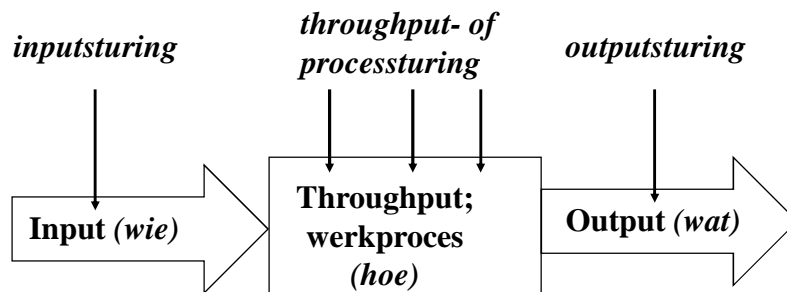 inputsturing
throughput- of
processturing
outputsturing
Input (wie)
Throughput;
werkproces
(hoe)
Output (wat)